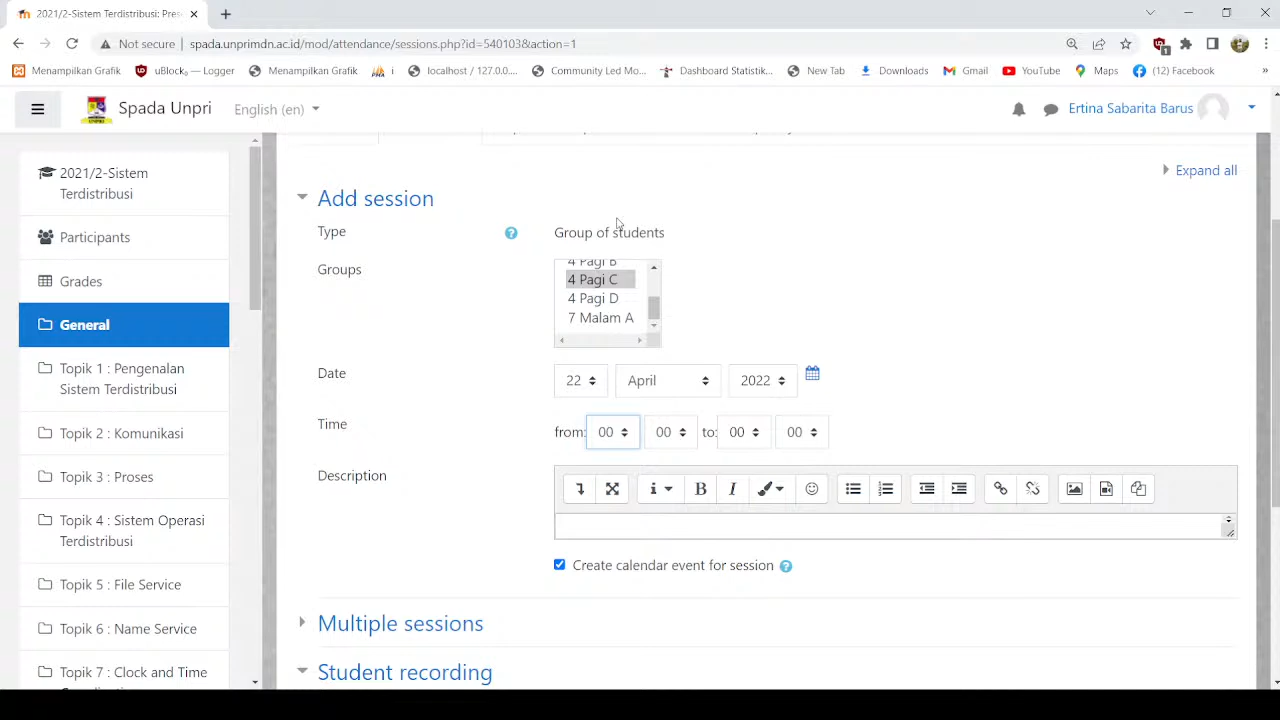 2021/2-Sistem Terdistribusi: Pres
Not secure
spada.unprimdn.ac.id/mod/attendance/sessions.php?id=540103&action=1
Menampilkan Grafik
uBlock₀ — Logger
Menampilkan Grafik
i
localhost / 127.0.0....
Community Led Mo...
Dashboard Statistik...
New Tab
Downloads
Gmail
YouTube
Maps
(12) Facebook
»
Spada Unpri
English (en)
Ertina Sabarita Barus
2021/2-Sistem
Terdistribusi
Participants
Grades
General
Topik 1 : Pengenalan
Sistem Terdistribusi
Topik 2 : Komunikasi
Topik 3 : Proses
Topik 4 : Sistem Operasi
Terdistribusi
Topik 5 : File Service
Topik 6 : Name Service
Topik 7 : Clock and Time
Expand all
Add session
Type
Group of students
Groups
4 Pagi B
4 Pagi C
4 Pagi D
7 Malam A
Date
22 April 2022
Time
from: 00 00 to: 00 00
Description
Create calendar event for session
Multiple sessions
Student recording